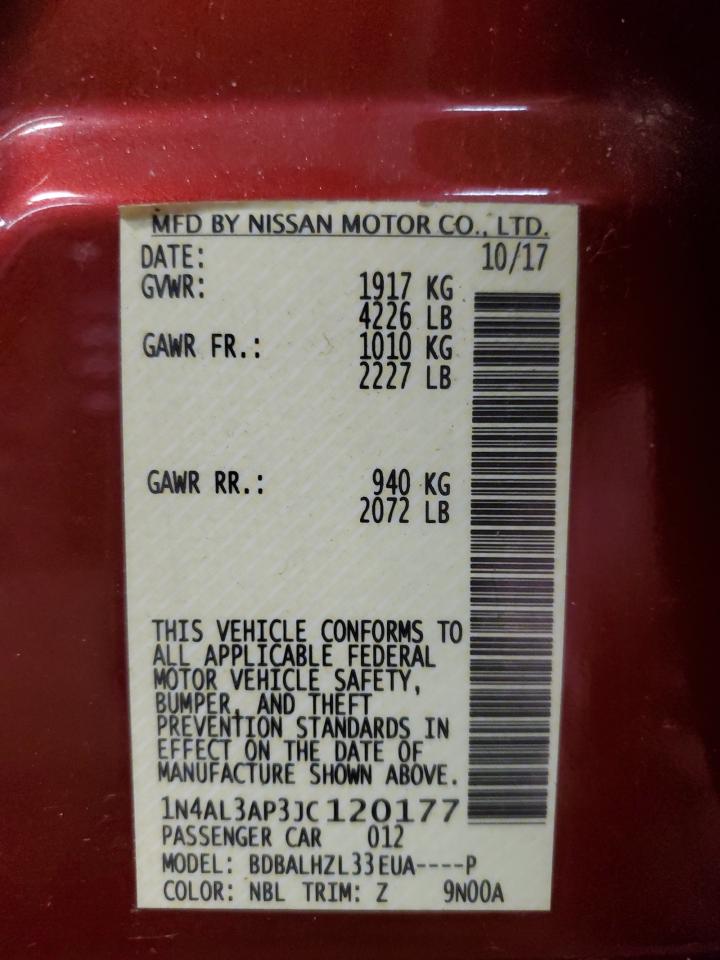 MFD BY NISSAN MOTOR CO., LTD.
DATE: 10/17
GVWR: 1917 KG
4226 LB
GAWR FR.: 1010 KG
2227 LB
GAWR RR.: 940 KG
2072 LB
THIS VEHICLE CONFORMS TO
ALL APPLICABLE FEDERAL
MOTOR VEHICLE SAFETY,
BUMPER, AND THEFT
PREVENTION STANDARDS IN
EFFECT ON THE DATE OF
MANUFACTURE SHOWN ABOVE.
1N4AL3AP3JC120177
PASSENGER CAR 012
MODEL: BDBALHZL33EUA----P
COLOR: NBL TRIM: Z 9N00A